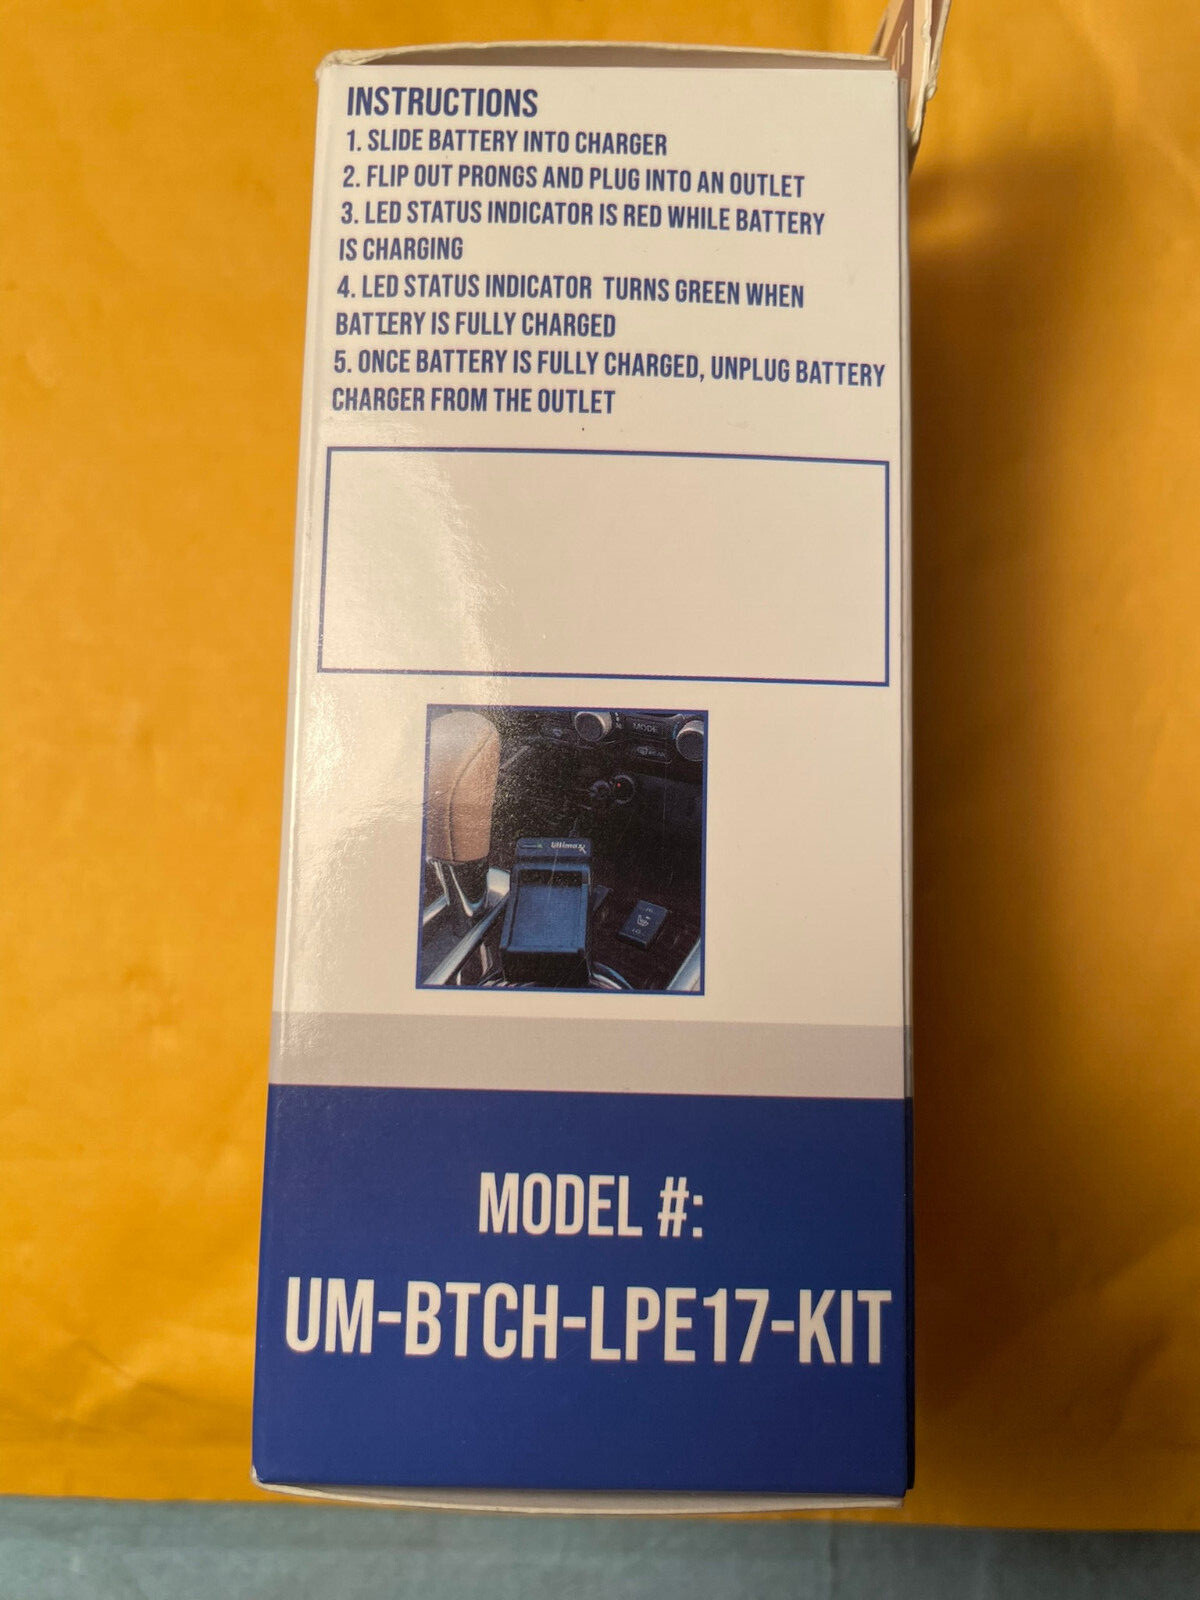 INSTRUCTIONS
1. SLIDE BATTERY INTO CHARGER
2. FLIP OUT PRONGS AND PLUG INTO AN OUTLET
3. LED STATUS INDICATOR IS RED WHILE BATTERY
IS CHARGING
4. LED STATUS INDICATOR TURNS GREEN WHEN
BATTERY IS FULLY CHARGED
5. ONCE BATTERY IS FULLY CHARGED, UNPLUG BATTERY
CHARGER FROM THE OUTLET
MODE
Ultimaxx
MODEL #:
UM-BTCH-LPE17-KIT